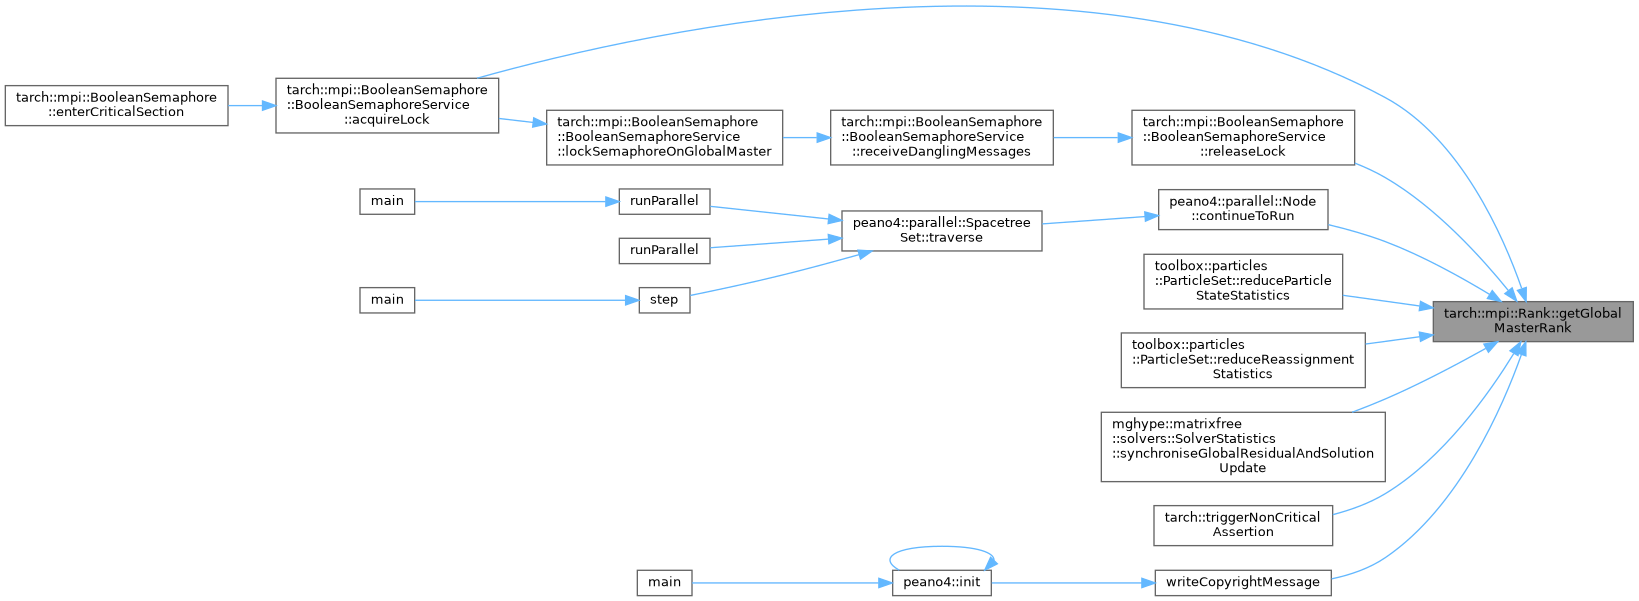 tarch::mpi::BooleanSemaphore
::enterCriticalSection
tarch::mpi::BooleanSemaphore
::BooleanSemaphoreService
::acquireLock
tarch::mpi::BooleanSemaphore
::BooleanSemaphoreService
::lockSemaphoreOnGlobalMaster
tarch::mpi::BooleanSemaphore
::BooleanSemaphoreService
::receiveDanglingMessages
tarch::mpi::BooleanSemaphore
::BooleanSemaphoreService
::releaseLock
main
runParallel
peano4::parallel::Spacetree
Set::traverse
peano4::parallel::Node
::continueToRun
runParallel
main
step
toolbox::particles
::ParticleSet::reduceParticle
StateStatistics
tarch::mpi::Rank::getGlobal
MasterRank
toolbox::particles
::ParticleSet::reduceReassignment
Statistics
mghype::matrixfree
::solvers::SolverStatistics
::synchroniseGlobalResidualAndSolution
Update
tarch::triggerNonCritical
Assertion
main
peano4::init
writeCopyrightMessage